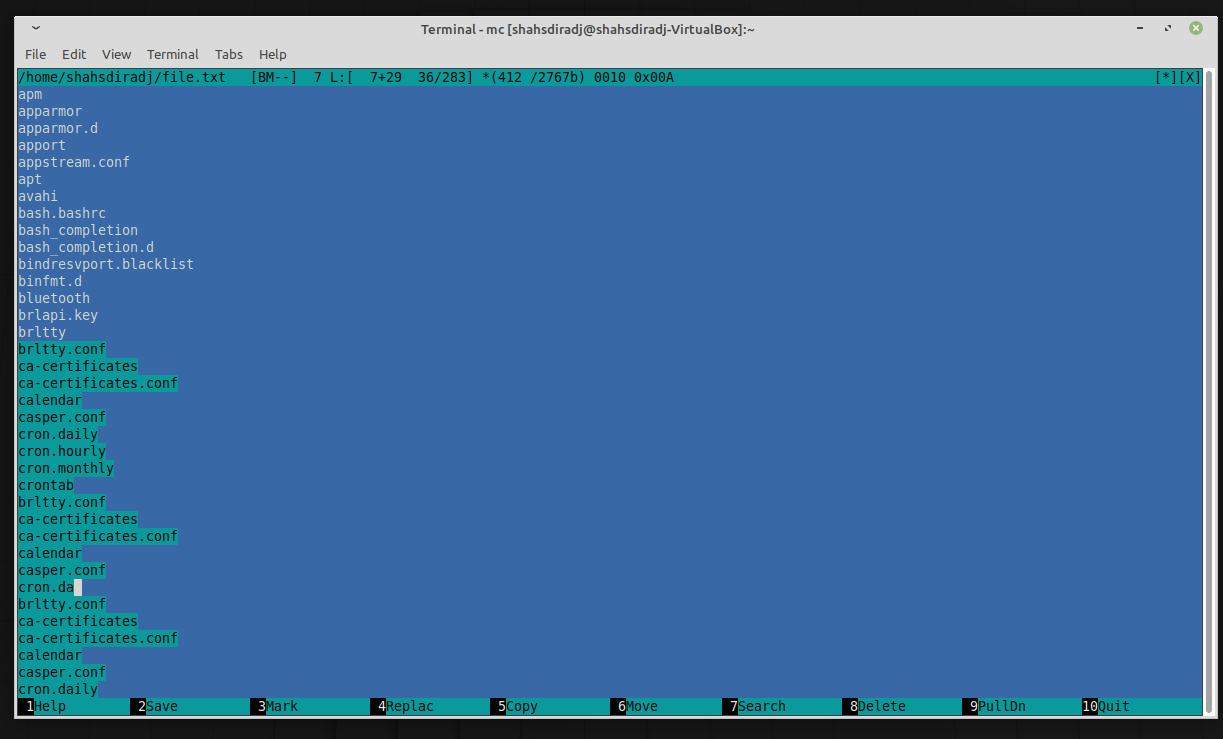 Terminal - mc [shahsdiradj@shahsdiradj-VirtualBox]:~
File Edit View Terminal Tabs Help
/home/shahsdiradj/file.txt [BM--] 7 L:[ 7+29 36/283] *(412 /2767b) 0010 0x00A [*][X]
apm
apparmor
apparmor.d
apport
appstream.conf
apt
avahi
bash.bashrc
bash_completion
bash_completion.d
bindresvport.blacklist
binfmt.d
bluetooth
brlapi.key
brltty
brltty.conf
ca-certificates
ca-certificates.conf
calendar
casper.conf
cron.daily
cron.hourly
cron.monthly
crontab
brltty.conf
ca-certificates
ca-certificates.conf
calendar
casper.conf
cron.da
brltty.conf
ca-certificates
ca-certificates.conf
calendar
casper.conf
cron.daily
1Help 2Save 3Mark 4Replac 5Copy 6Move 7Search 8Delete 9PullDn 10Quit